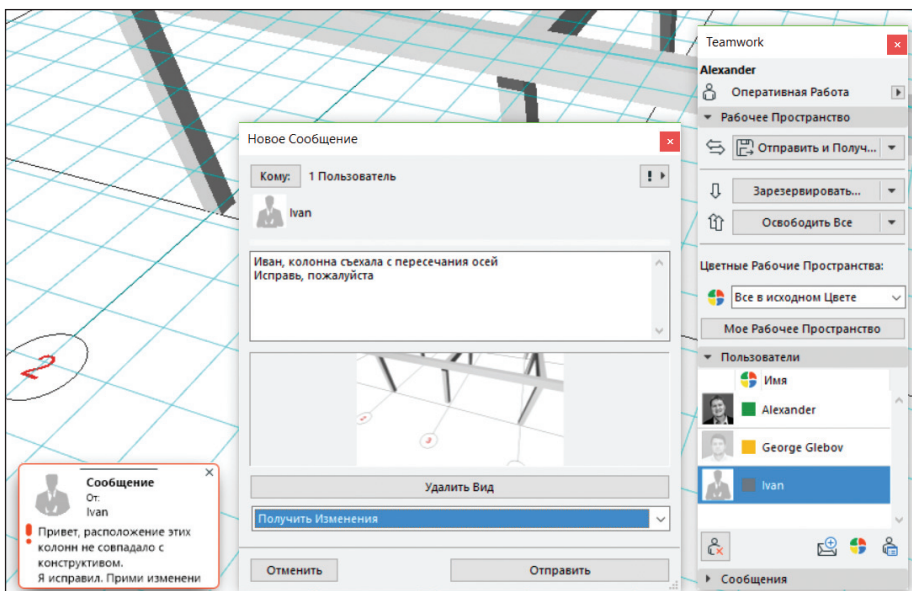 Teamwork
Alexander
Оперативная Работа
Рабочее Пространство
Отправить и Получ...
Зарезервировать...
Освободить Все
Цветные Рабочие Пространства:
Все в исходном Цвете
Мое Рабочее Пространство
Пользователи
Имя
Alexander
George Glebov
Ivan
Сообщения
Новое Сообщение
Кому: 1 Пользователь
!
Ivan
Иван, колонна съехала с пересечания осей
Исправь, пожалуйста
2
Удалить Вид
Получить Изменения
Отменить
Отправить
2
Сообщение
От:
Ivan
Привет, расположение этих
колонн не совпадало с
конструктивом.
Я исправил. Прими изменени